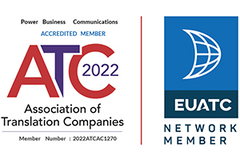 Power Business Communications
ACCREDITED MEMBER
ATC 2022
Association of
Translation Companies
Member Number : 2022ATCAC1270
EUATC
NETWORK
MEMBER